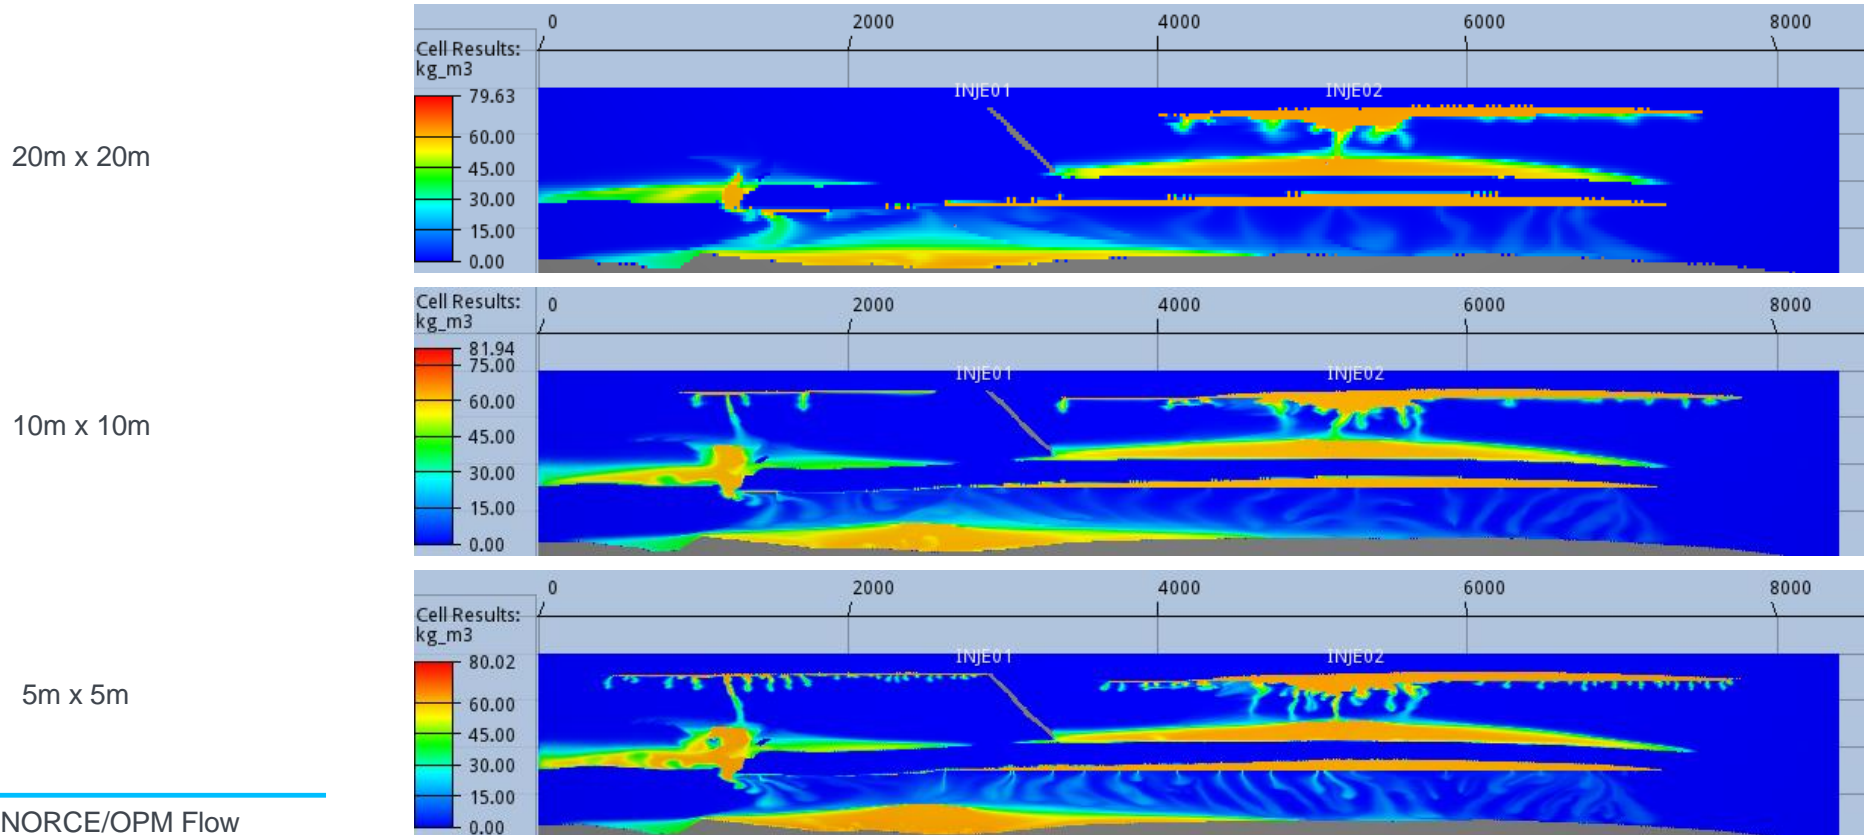 20m x 20m
0 2000 4000 6000 8000
Cell Results:
kg_m3
79.63
60.00
45.00
30.00
15.00
0.00
INJE01 INJE02
10m x 10m
0 2000 4000 6000 8000
Cell Results:
kg_m3
81.94
75.00
60.00
45.00
30.00
15.00
0.00
INJE01 INJE02
5m x 5m
0 2000 4000 6000 8000
Cell Results:
kg_m3
80.02
60.00
45.00
30.00
15.00
0.00
INJE01 INJE02
NORCE/OPM Flow